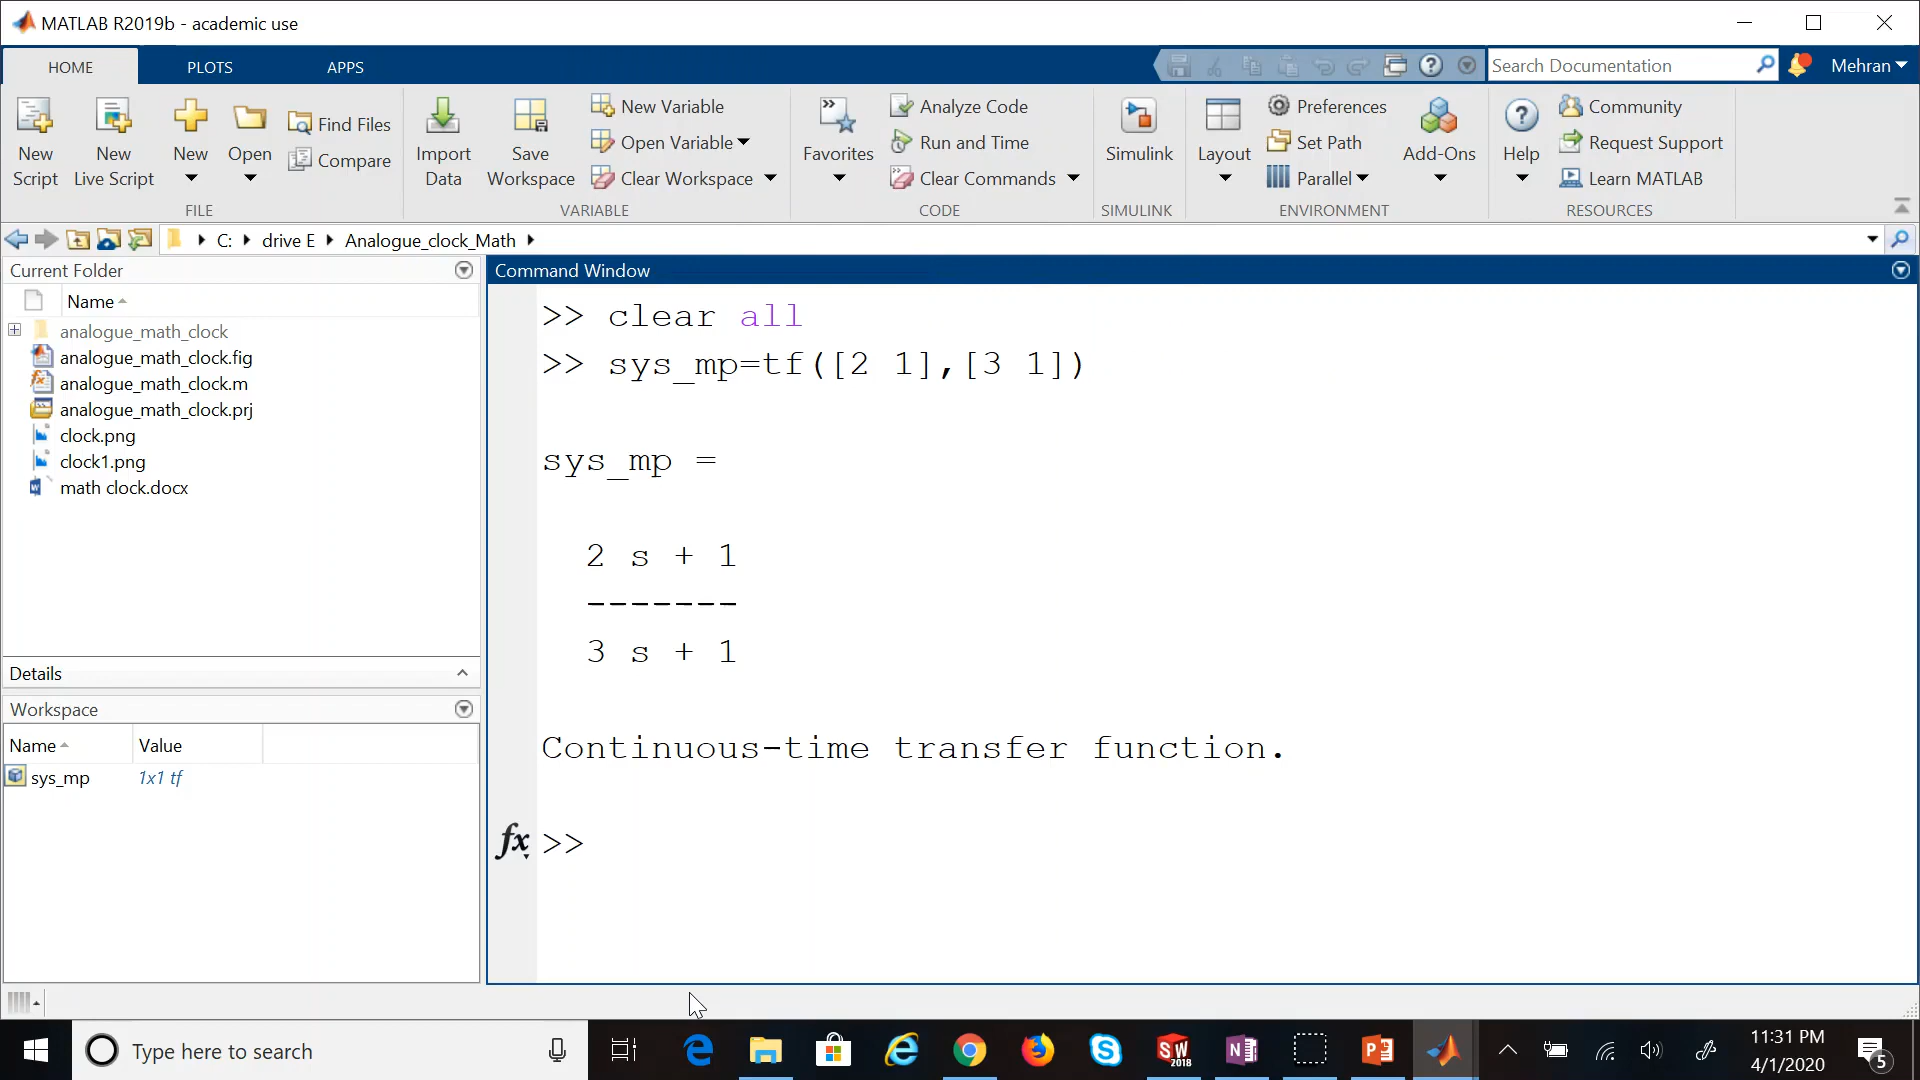 MATLAB R2019b - academic use
HOME PLOTS APPS
Search Documentation
Mehran
New Script
New Live Script
New
Open
Find Files
Compare
FILE
Import Data
Save Workspace
New Variable
Open Variable
Clear Workspace
VARIABLE
Favorites
Analyze Code
Run and Time
Clear Commands
CODE
Simulink
SIMULINK
Layout
Preferences
Set Path
Parallel
Add-Ons
ENVIRONMENT
Help
Community
Request Support
Learn MATLAB
RESOURCES
C: drive E Analogue_clock_Math
Current Folder
Name
analogue_math_clock
analogue_math_clock.fig
analogue_math_clock.m
analogue_math_clock.prj
clock.png
clock1.png
math clock.docx
Details
Workspace
Name Value
sys_mp 1x1 tf
Command Window
>> clear all
>> sys_mp=tf([2 1],[3 1])
sys_mp =
2 s + 1
-------
3 s + 1
Continuous-time transfer function.
fx >>
Type here to search
SW 2018
11:31 PM
4/1/2020
5